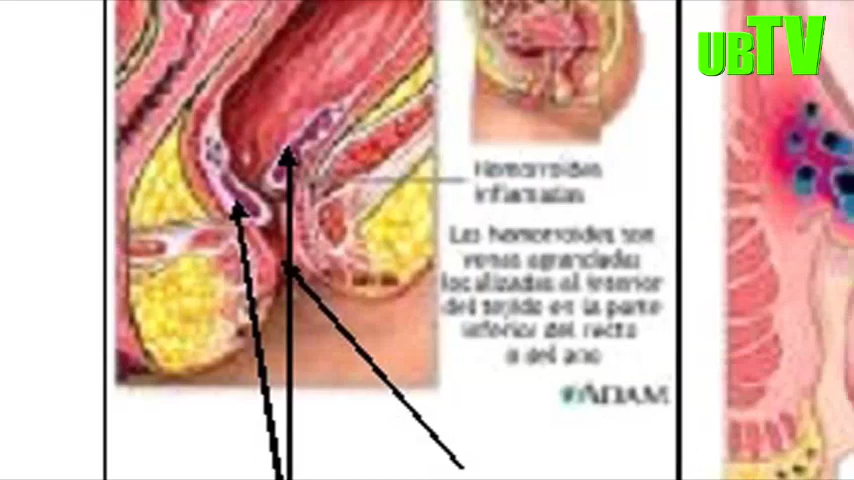 UBTV
Hemorroides
inflamadas
Las hemorroides son
venas agrandadas
localizadas al interior
del tejido en la parte
inferior del recto
o del ano
ADAM